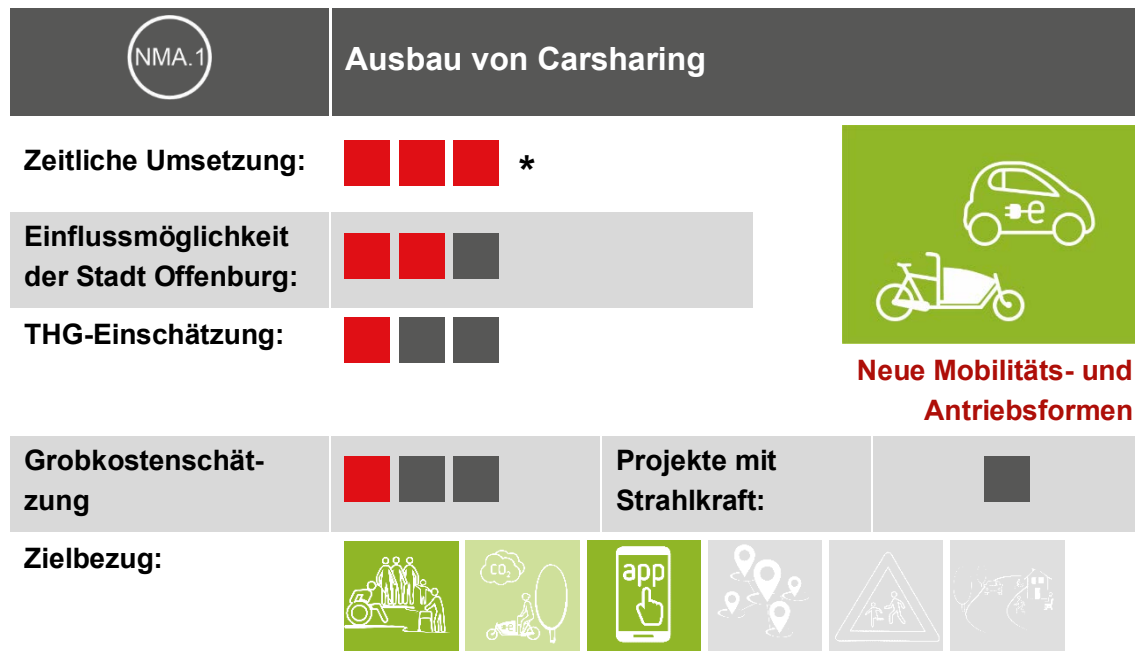 NMA.1
Ausbau von Carsharing
Zeitliche Umsetzung:
*
Einflussmöglichkeit
der Stadt Offenburg:
THG-Einschätzung:
e
Neue Mobilitäts- und
Antriebsformen
Grobkostenschät-
zung
Projekte mit
Strahlkraft:
Zielbezug:
CO₂
app